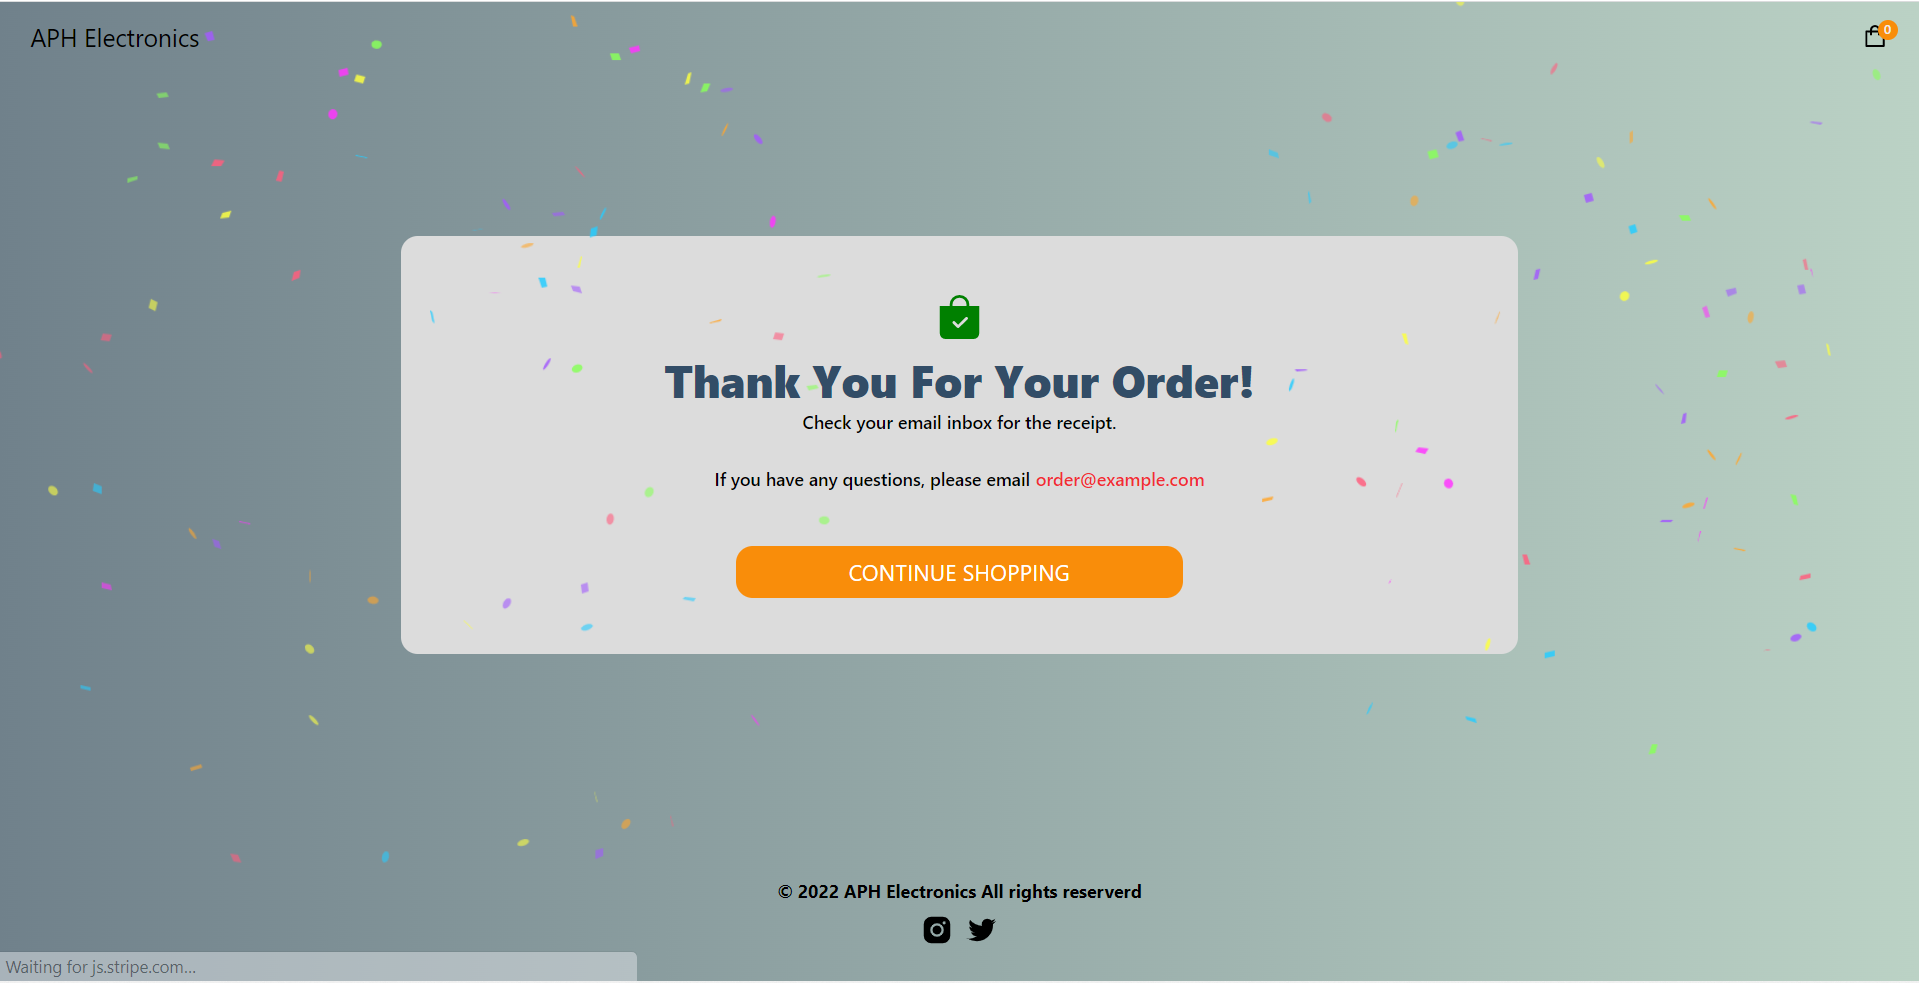 APH Electronics
0
Thank You For Your Order!
Check your email inbox for the receipt.
If you have any questions, please email order@example.com
CONTINUE SHOPPING
© 2022 APH Electronics All rights reserverd
Waiting for js.stripe.com...